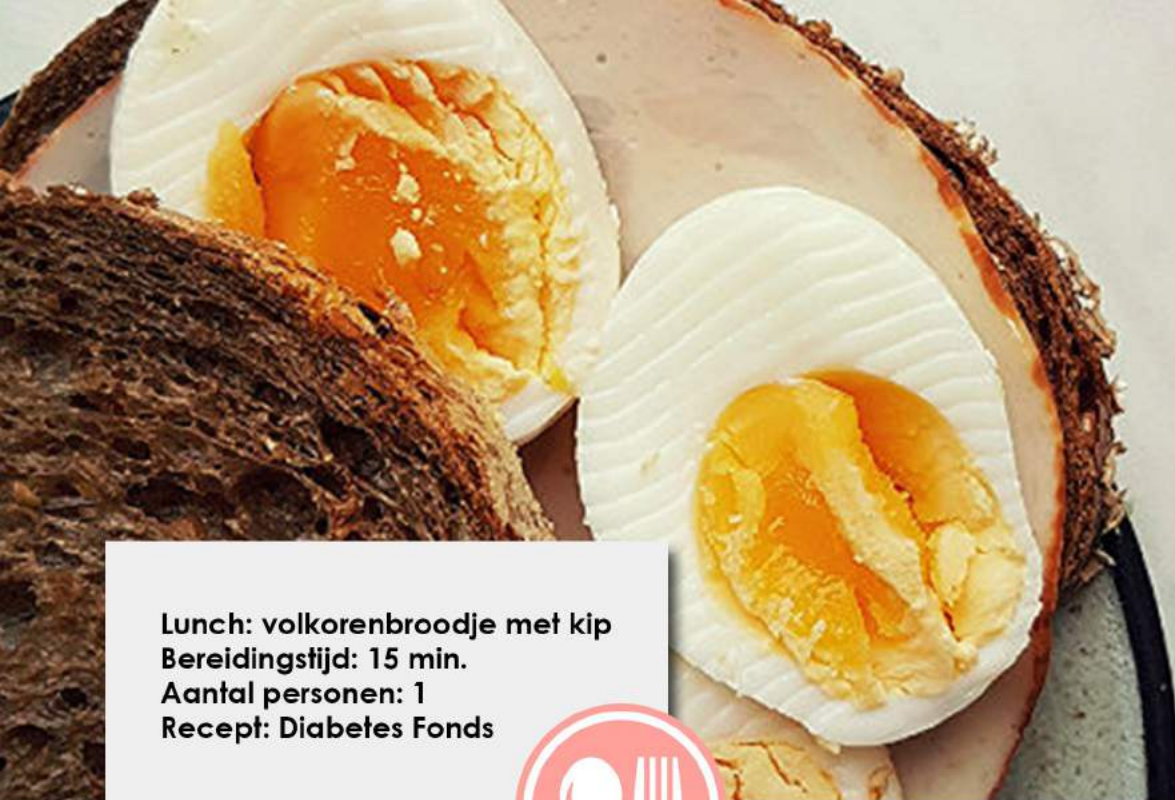 Lunch: volkorenbroodje met kip
Bereidingstijd: 15 min.
Aantal personen: 1
Recept: Diabetes Fonds